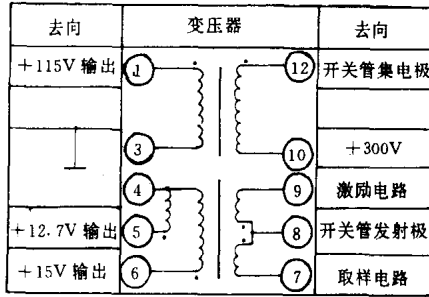 去向 变压器 去向
+115V 输出 1 12 开关管集电极
3 10 +300V
4 9 激励电路
+12.7V 输出 5 8 开关管发射极
+15V 输出 6 7 取样电路